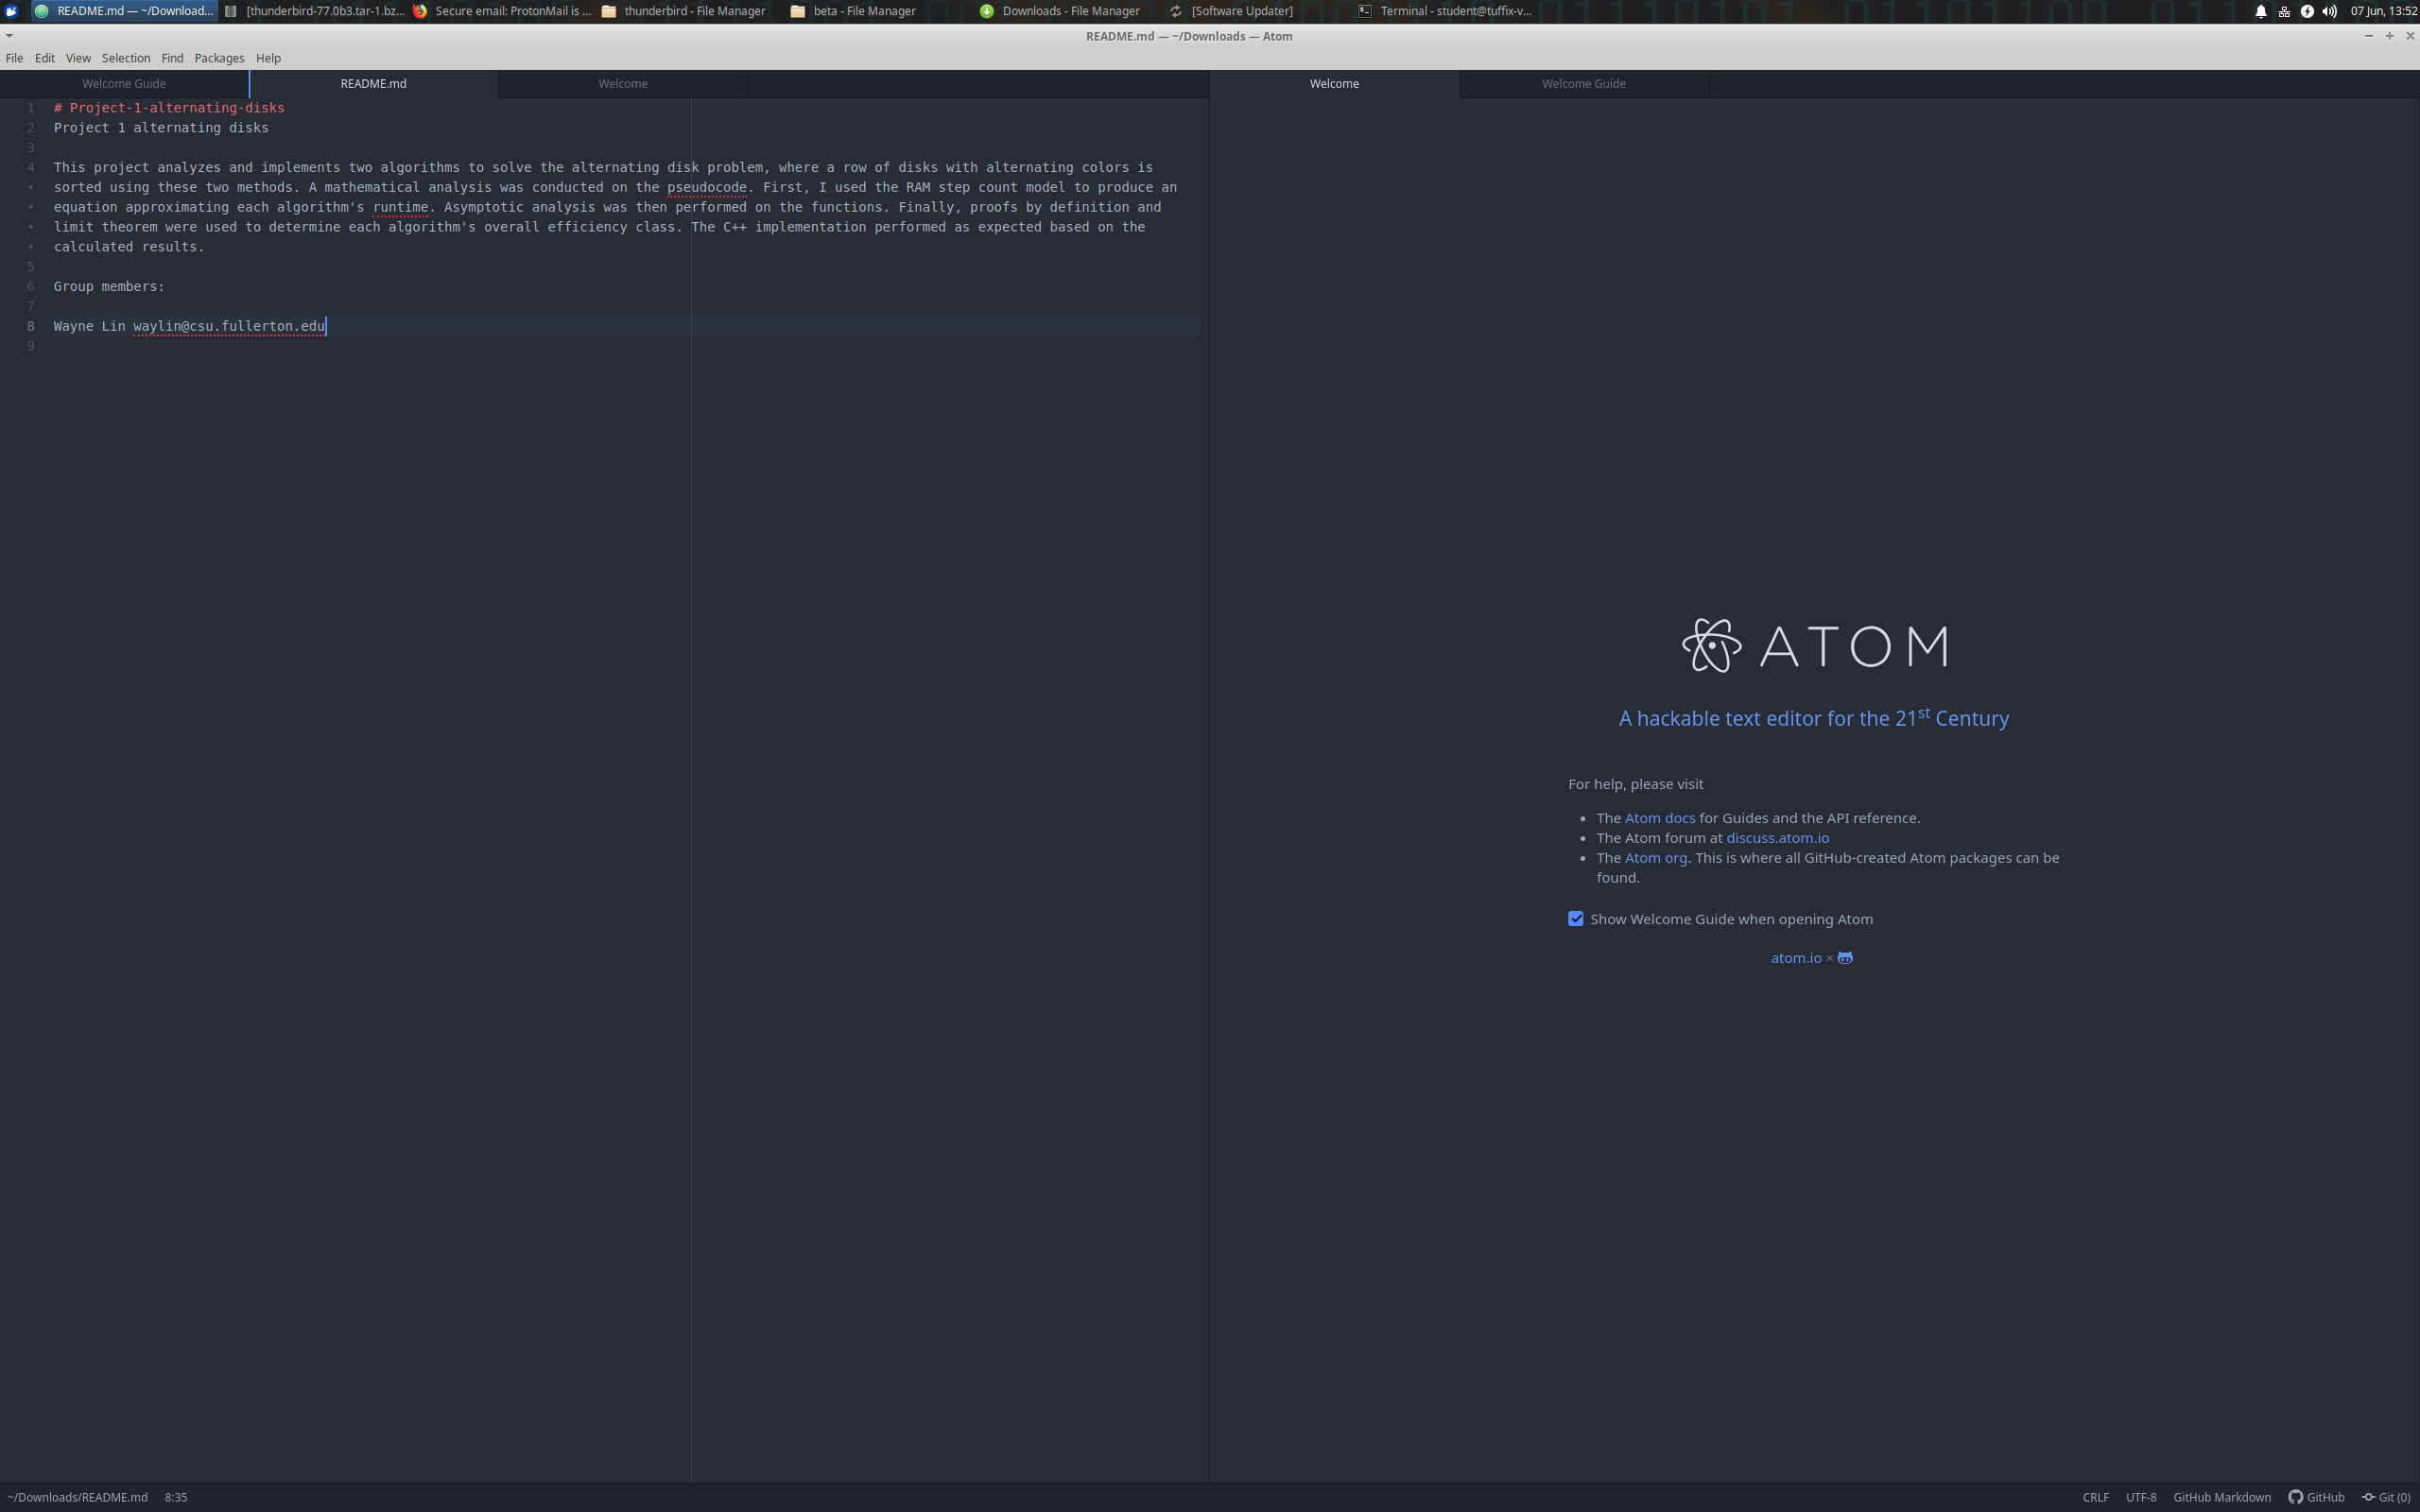 README.md — ~/Download...
[thunderbird-77.0b3.tar-1.bz...
Secure email: ProtonMail is ...
thunderbird - File Manager
beta - File Manager
Downloads - File Manager
[Software Updater]
Terminal - student@tuffix-v...
07 Jun, 13:52
README.md — ~/Downloads — Atom
File Edit View Selection Find Packages Help
Welcome Guide
README.md
Welcome
Welcome
Welcome Guide
1 # Project-1-alternating-disks
2 Project 1 alternating disks
3
4 This project analyzes and implements two algorithms to solve the alternating disk problem, where a row of disks with alternating colors is
• sorted using these two methods. A mathematical analysis was conducted on the pseudocode. First, I used the RAM step count model to produce an
• equation approximating each algorithm's runtime. Asymptotic analysis was then performed on the functions. Finally, proofs by definition and
• limit theorem were used to determine each algorithm's overall efficiency class. The C++ implementation performed as expected based on the
• calculated results.
5
6 Group members:
7
8 Wayne Lin waylin@csu.fullerton.edu
9
ATOM
A hackable text editor for the 21st Century
For help, please visit
• The Atom docs for Guides and the API reference.
• The Atom forum at discuss.atom.io
• The Atom org. This is where all GitHub-created Atom packages can be
found.
Show Welcome Guide when opening Atom
atom.io ×
~/Downloads/README.md 8:35
CRLF UTF-8 GitHub Markdown GitHub Git (0)